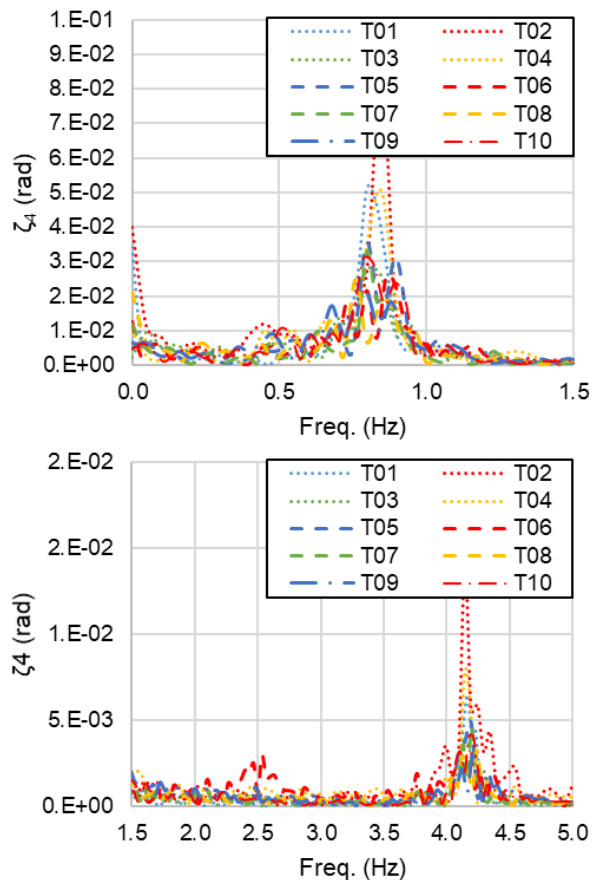 1.E-01
9.E-02
8.E-02
7.E-02
6.E-02
5.E-02
4.E-02
3.E-02
2.E-02
1.E-02
0.E+00
ζ4 (rad)
T01 T02
T03 T04
T05 T06
T07 T08
T09 T10
0.0 0.5 1.0 1.5
Freq. (Hz)
2.E-02
2.E-02
1.E-02
5.E-03
0.E+00
ζ4 (rad)
T01 T02
T03 T04
T05 T06
T07 T08
T09 T10
1.5 2.0 2.5 3.0 3.5 4.0 4.5 5.0
Freq. (Hz)